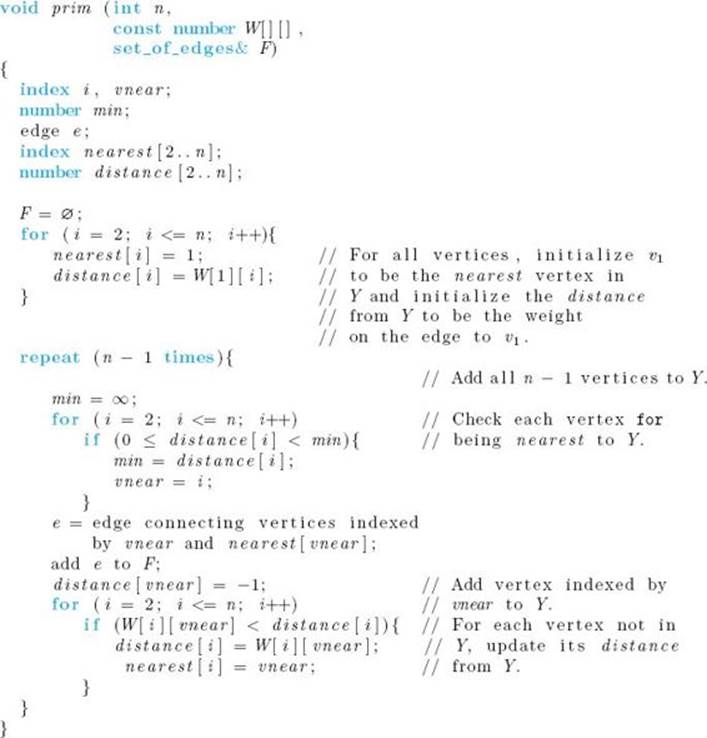 void prim (int n,
const number W[][] ,
set_of_edges& F)
{
index i, vnear;
number min;
edge e;
index nearest[2..n];
number distance[2..n];
F = ∅;
for (i = 2; i <= n; i++){
nearest[i] = 1; // For all vertices, initialize v₁
distance[i] = W[1][i]; // to be the nearest vertex in
} // Y and initialize the distance
// from Y to be the weight
// on the edge to v₁.
repeat (n − 1 times){
// Add all n − 1 vertices to Y.
min = ∞;
for (i = 2; i <= n; i++) // Check each vertex for
if (0 ≤ distance[i] < min){ // being nearest to Y.
min = distance[i];
vnear = i;
}
e = edge connecting vertices indexed
by vnear and nearest[vnear];
add e to F;
distance[vnear] = −1; // Add vertex indexed by
for (i = 2; i <= n; i++) // vnear to Y.
if (W[i][vnear] < distance[i]){ // For each vertex not in
distance[i] = W[i][vnear]; // Y, update its distance
nearest[i] = vnear; // from Y.
}
}
}